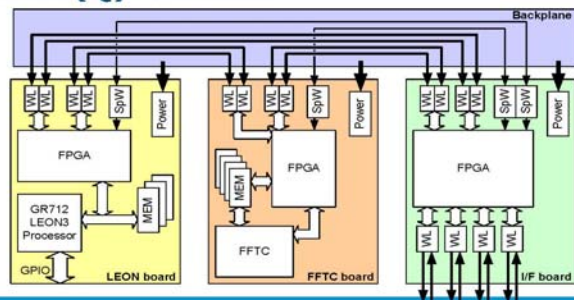 Backplane
WL WL WL WL SpW Power
WL WL WL WL SpW Power
WL WL WL WL SpW SpW Power
FPGA
FPGA
FPGA
MEM
GR712
LEON3
Processor
MEM
FFTC
WL WL WL WL
GPIO
LEON board
FFTC board
I/F board